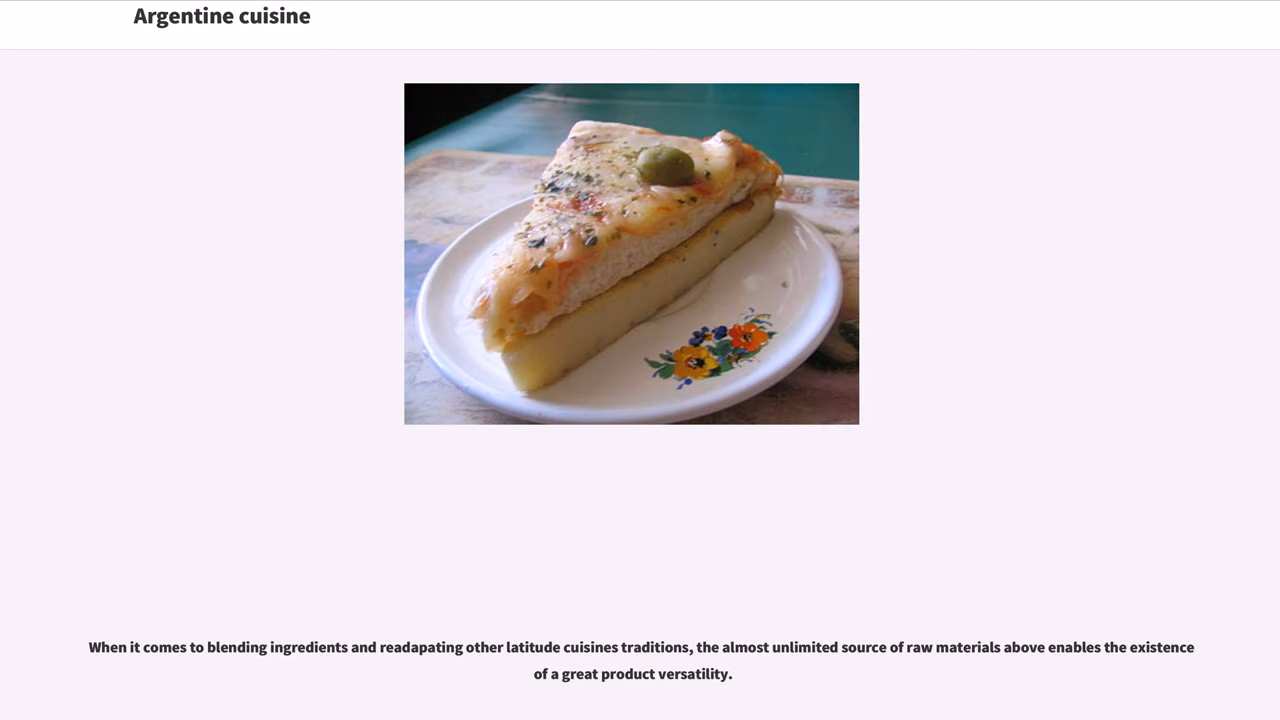 Argentine cuisine
When it comes to blending ingredients and readapating other latitude cuisines traditions, the almost unlimited source of raw materials above enables the existence
of a great product versatility.